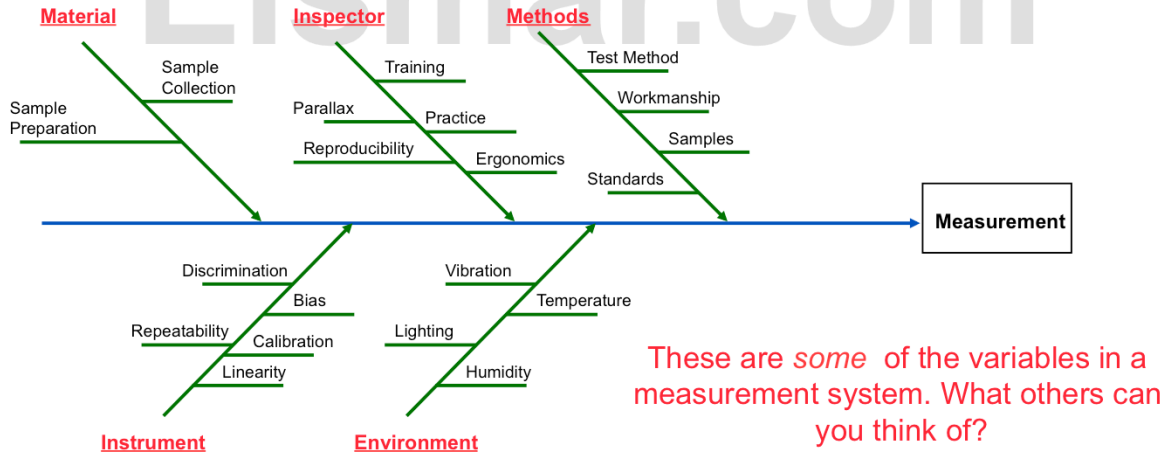 Elsmar.com
Material
Inspector
Methods
Sample
Collection
Sample
Preparation
Training
Parallax
Practice
Reproducibility
Ergonomics
Test Method
Workmanship
Samples
Standards
Measurement
Discrimination
Bias
Repeatability
Calibration
Linearity
Instrument
Vibration
Temperature
Lighting
Humidity
Environment
These are some of the variables in a
measurement system. What others can
you think of?